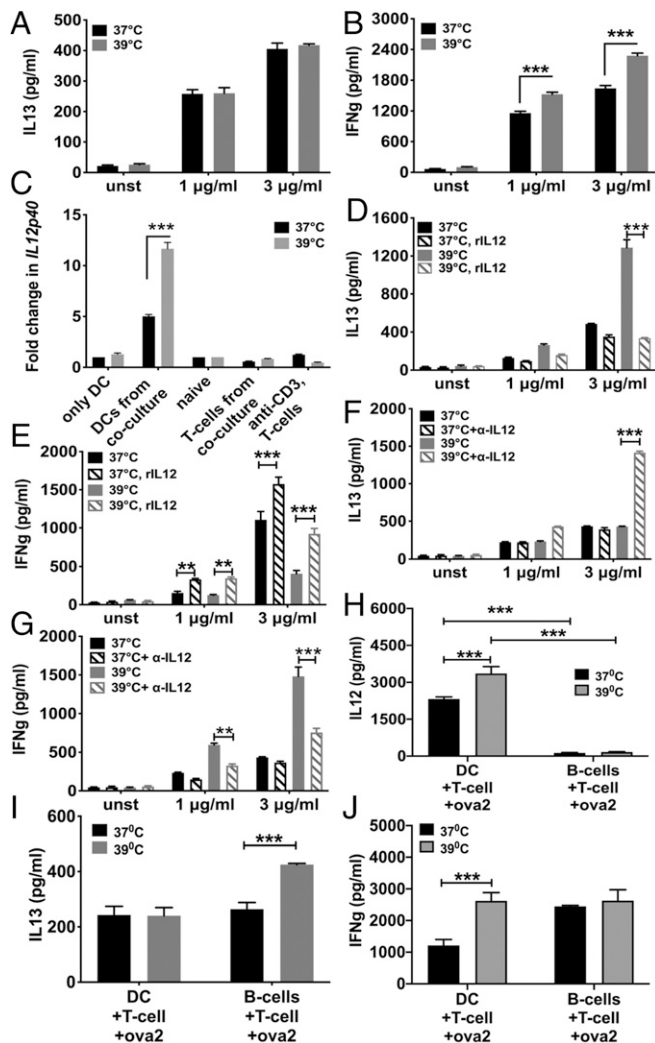 A
IL13 (pg/ml)
500
400
300
200
100
0
37°C
39°C
unst
1 µg/ml
3 µg/ml
B
IFNg (pg/ml)
3000
2400
1800
1200
600
0
37°C
39°C
***
***
unst
1 µg/ml
3 µg/ml
C
Fold change in IL12p40
15
10
5
0
37°C
39°C
***
only DC
DCs from
co-culture
naive
T-cells from
co-culture
anti-CD3,
T-cells
D
IL13 (pg/ml)
1600
1200
800
400
0
37°C
37°C, rIL12
39°C
39°C, rIL12
***
unst
1 µg/ml
3 µg/ml
E
IFNg (pg/ml)
2000
1500
1000
500
0
37°C
37°C, rIL12
39°C
39°C, rIL12
**
**
***
***
unst
1 µg/ml
3 µg/ml
F
IL13 (pg/ml)
2000
1500
1000
500
0
37°C
37°C+α-IL12
39°C
39°C+α-IL12
***
unst
1 µg/ml
3 µg/ml
G
IFNg (pg/ml)
2000
1500
1000
500
0
37°C
37°C+ α-IL12
39°C
39°C+ α-IL12
**
***
unst
1 µg/ml
3 µg/ml
H
IL12 (pg/ml)
6000
4500
3000
1500
0
***
***
***
37⁰C
39⁰C
DC
+T-cell
+ova2
B-cells
+T-cell
+ova2
I
IL13 (pg/ml)
600
400
200
0
37⁰C
39⁰C
***
DC
+T-cell
+ova2
B-cells
+T-cell
+ova2
J
IFNg (pg/ml)
5000
4000
3000
2000
1000
0
37⁰C
39⁰C
***
DC
+T-cell
+ova2
B-cells
+T-cell
+ova2